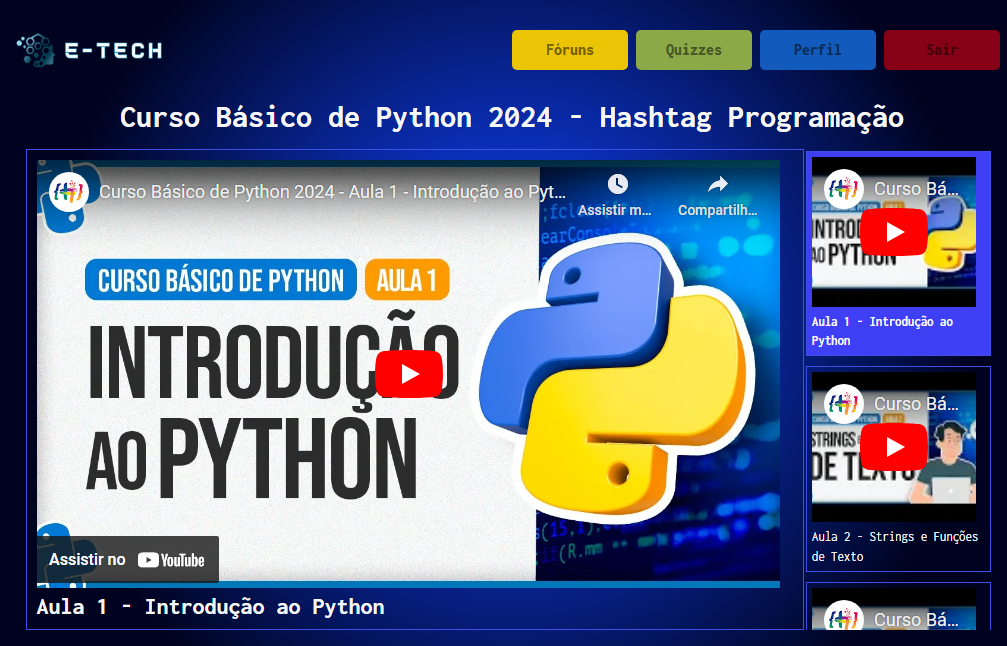 E-TECH
Fóruns
Quizzes
Perfil
Sair
Curso Básico de Python 2024 - Hashtag Programação
Curso Básico de Python 2024 - Aula 1 - Introdução ao Pyt...
Assistir m...
Compartilh...
CURSO BÁSICO DE PYTHON
AULA 1
INTRODUÇÃO
AO PYTHON
Assistir no YouTube
Aula 1 - Introdução ao Python
Curso Bá...
Aula 1 - Introdução ao
Python
Curso Bá...
STRINGS
DE TEXTO
Aula 2 - Strings e Funções
de Texto
Curso Bá...